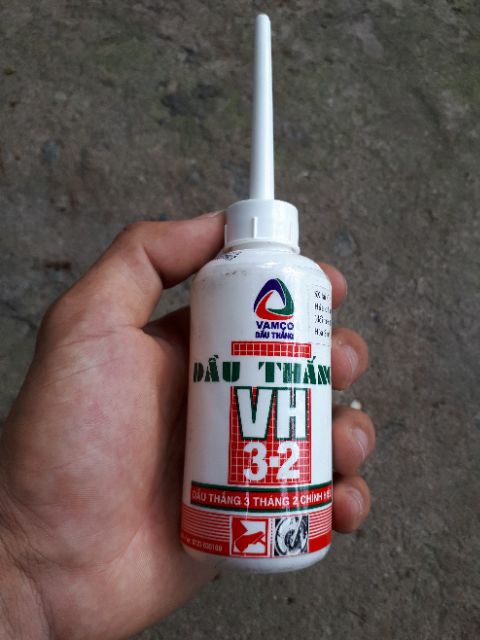 VAMCO
DẦU THẮNG
DẦU THẮNG
VH
3-2
DẦU THẮNG 3 THÁNG 2 CHÍNH HIỆU